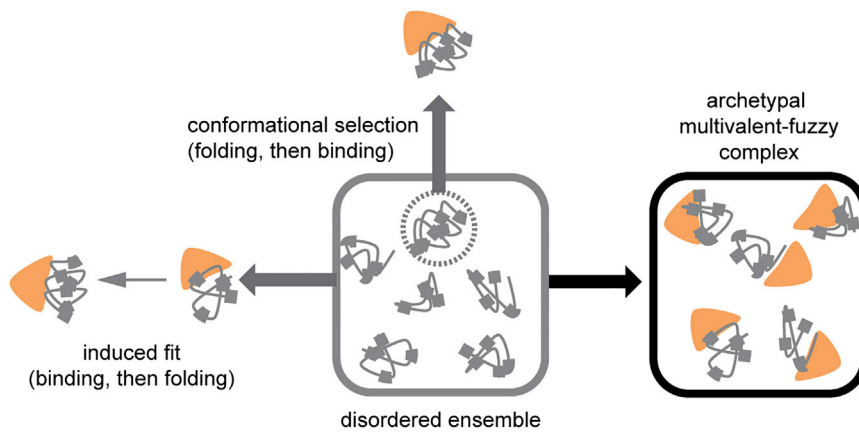 conformational selection
(folding, then binding)
archetypal
multivalent-fuzzy
complex
induced fit
(binding, then folding)
disordered ensemble